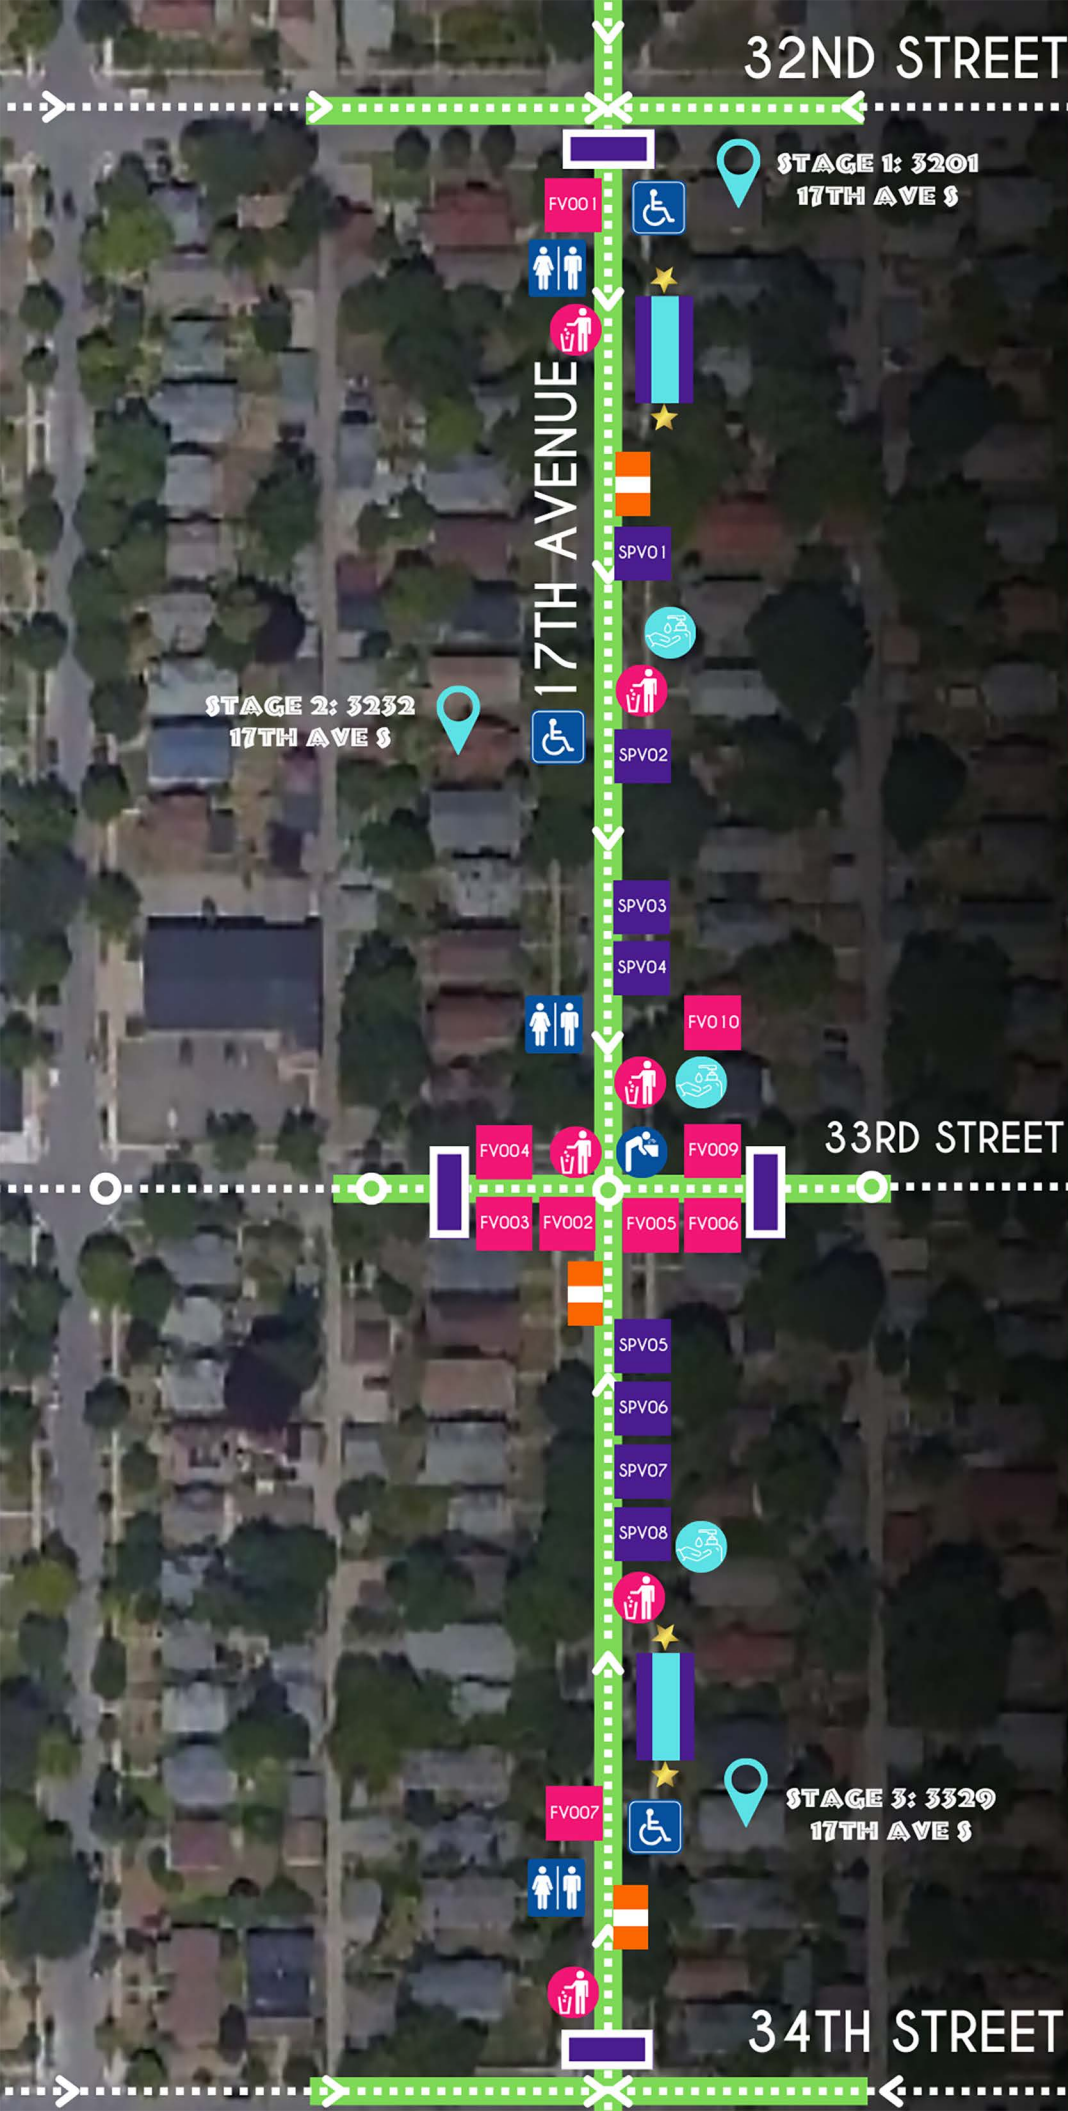 32ND STREET
STAGE 1: 3201
17TH AVE S
FV001
17TH AVENUE
SPV01
STAGE 2: 3232
17TH AVE S
SPV02
SPV03
SPV04
FV010
33RD STREET
FV004
FV009
FV003
FV002
FV005
FV006
SPV05
SPV06
SPV07
SPV08
STAGE 3: 3329
17TH AVE S
FV007
34TH STREET